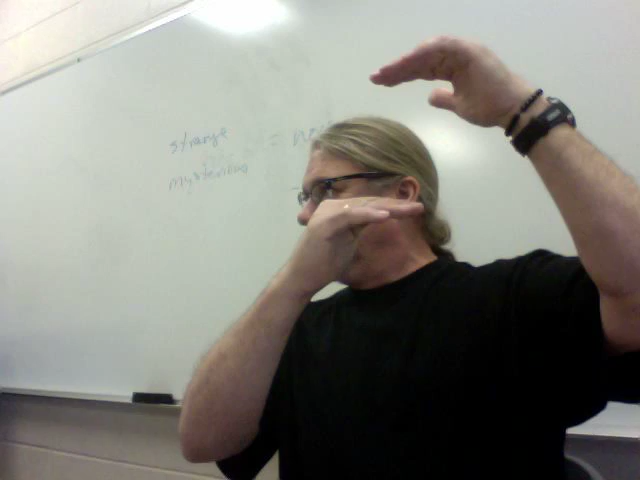 strange =
mysterious